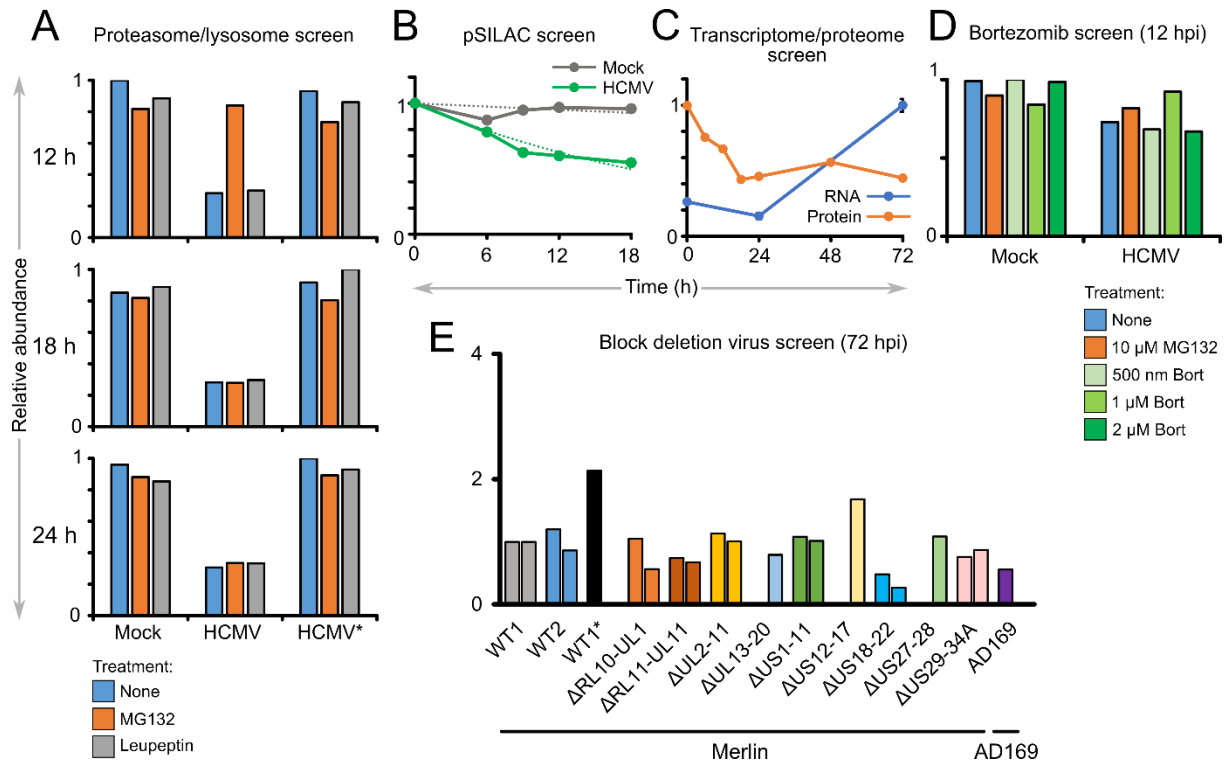 A
Proteasome/lysosome screen
Relative abundance
12 h
1
0
18 h
1
0
24 h
1
0
Mock
HCMV
HCMV*
Treatment:
None
MG132
Leupeptin
B
pSILAC screen
Mock
HCMV
1
0
0
6
12
18
C
Transcriptome/proteome
screen
1
0
RNA
Protein
0
24
48
72
Time (h)
D
Bortezomib screen (12 hpi)
1
0
Mock
HCMV
Treatment:
None
10 µM MG132
500 nm Bort
1 µM Bort
2 µM Bort
E
Block deletion virus screen (72 hpi)
4
2
0
WT1
WT2
WT1*
ΔRL10-UL1
ΔRL11-UL11
ΔUL2-11
ΔUL13-20
ΔUS1-11
ΔUS12-17
ΔUS18-22
ΔUS27-28
ΔUS29-34A
AD169
Merlin
AD169